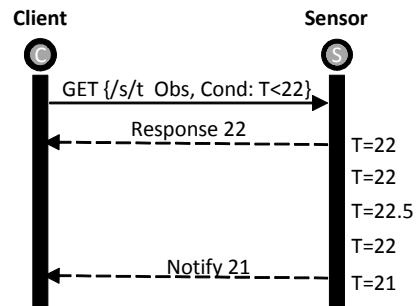 Client Sensor
C S
GET {/s/t Obs, Cond: T<22}
Response 22
T=22
T=22
T=22.5
T=22
Notify 21
T=21